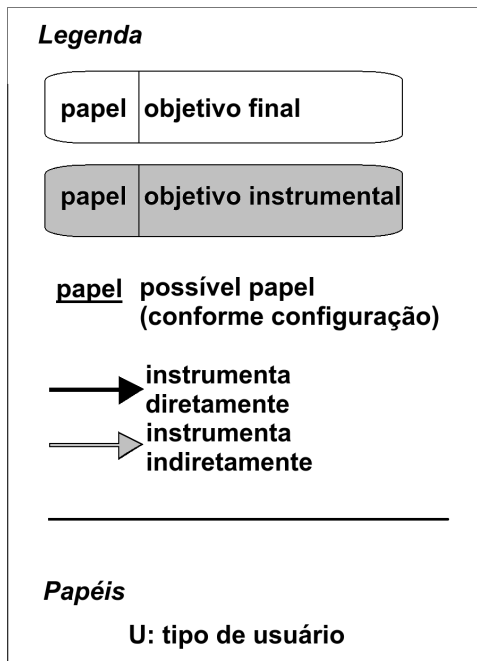 Legenda
papel objetivo final
papel objetivo instrumental
papel possível papel
(conforme configuração)
instrumenta
diretamente
instrumenta
indiretamente
Papéis
U: tipo de usuário